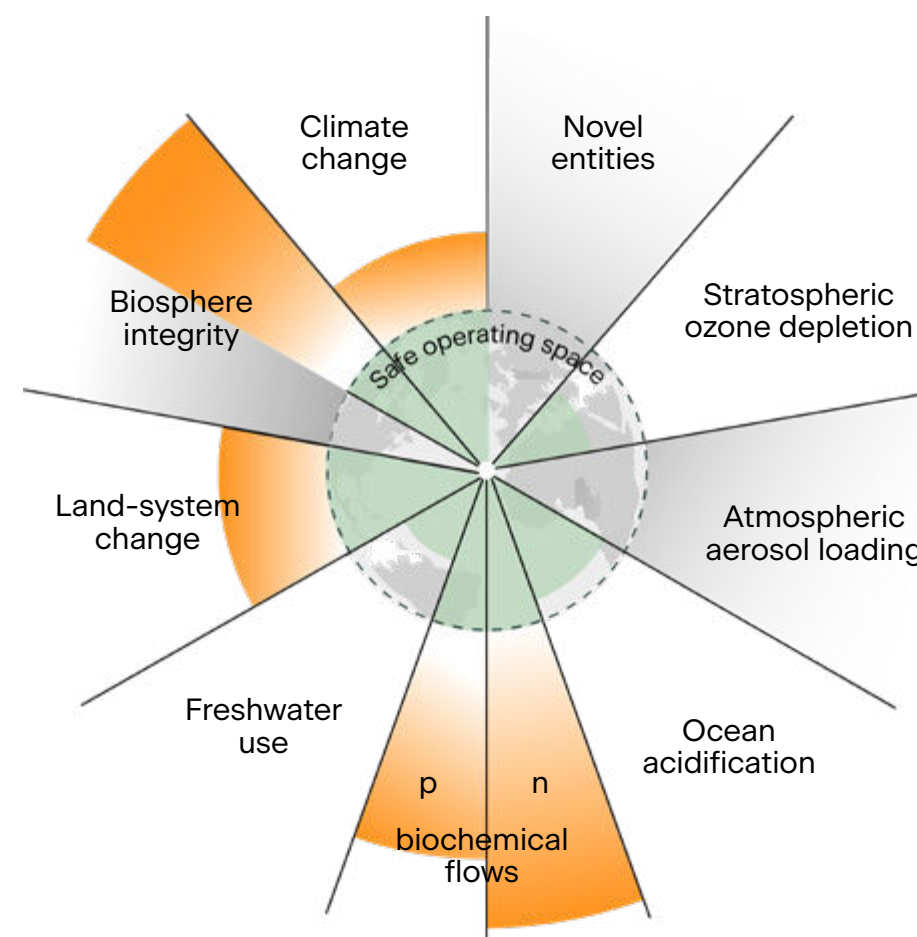 Climate
change
Novel
entities
Stratospheric
ozone depletion
Biosphere
integrity
Safe operating space
Land-system
change
Atmospheric
aerosol loading
Freshwater
use
Ocean
acidification
p
n
biochemical
flows